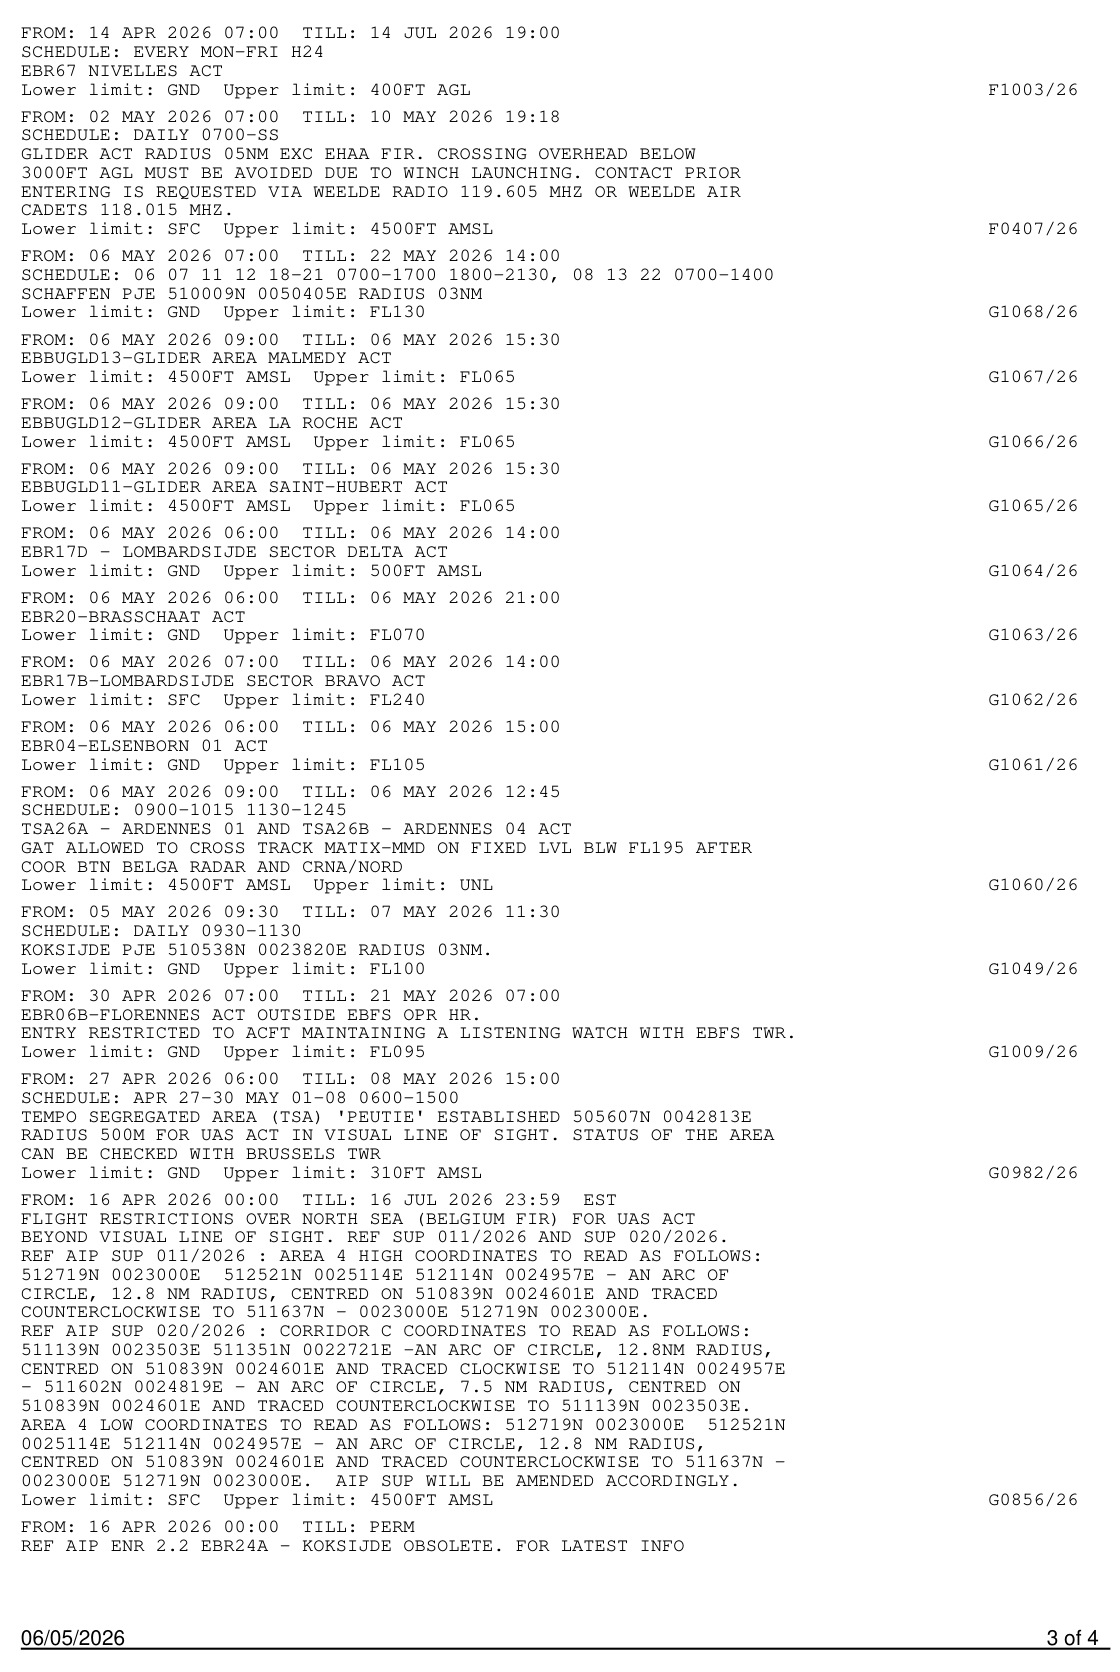 FROM: 14 APR 2026 07:00  TILL: 14 JUL 2026 19:00
SCHEDULE: EVERY MON-FRI H24
EBR67 NIVELLES ACT
Lower limit: GND  Upper limit: 400FT AGL  F1003/26
FROM: 02 MAY 2026 07:00  TILL: 10 MAY 2026 19:18
SCHEDULE: DAILY 0700-SS
GLIDER ACT RADIUS 05NM EXC EHAA FIR. CROSSING OVERHEAD BELOW
3000FT AGL MUST BE AVOIDED DUE TO WINCH LAUNCHING. CONTACT PRIOR
ENTERING IS REQUESTED VIA WEELDE RADIO 119.605 MHZ OR WEELDE AIR
CADETS 118.015 MHZ.
Lower limit: SFC  Upper limit: 4500FT AMSL  F0407/26
FROM: 06 MAY 2026 07:00  TILL: 22 MAY 2026 14:00
SCHEDULE: 06 07 11 12 18-21 0700-1700 1800-2130, 08 13 22 0700-1400
SCHAFFEN PJE 510009N 0050405E RADIUS 03NM
Lower limit: GND  Upper limit: FL130  G1068/26
FROM: 06 MAY 2026 09:00  TILL: 06 MAY 2026 15:30
EBBUGLD13-GLIDER AREA MALMEDY ACT
Lower limit: 4500FT AMSL  Upper limit: FL065  G1067/26
FROM: 06 MAY 2026 09:00  TILL: 06 MAY 2026 15:30
EBBUGLD12-GLIDER AREA LA ROCHE ACT
Lower limit: 4500FT AMSL  Upper limit: FL065  G1066/26
FROM: 06 MAY 2026 09:00  TILL: 06 MAY 2026 15:30
EBBUGLD11-GLIDER AREA SAINT-HUBERT ACT
Lower limit: 4500FT AMSL  Upper limit: FL065  G1065/26
FROM: 06 MAY 2026 06:00  TILL: 06 MAY 2026 14:00
EBR17D - LOMBARDSIJDE SECTOR DELTA ACT
Lower limit: GND  Upper limit: 500FT AMSL  G1064/26
FROM: 06 MAY 2026 06:00  TILL: 06 MAY 2026 21:00
EBR20-BRASSCHAAT ACT
Lower limit: GND  Upper limit: FL070  G1063/26
FROM: 06 MAY 2026 07:00  TILL: 06 MAY 2026 14:00
EBR17B-LOMBARDSIJDE SECTOR BRAVO ACT
Lower limit: SFC  Upper limit: FL240  G1062/26
FROM: 06 MAY 2026 06:00  TILL: 06 MAY 2026 15:00
EBR04-ELSENBORN 01 ACT
Lower limit: GND  Upper limit: FL105  G1061/26
FROM: 06 MAY 2026 09:00  TILL: 06 MAY 2026 12:45
SCHEDULE: 0900-1015 1130-1245
TSA26A - ARDENNES 01 AND TSA26B - ARDENNES 04 ACT
GAT ALLOWED TO CROSS TRACK MATIX-MMD ON FIXED LVL BLW FL195 AFTER
COOR BTN BELGA RADAR AND CRNA/NORD
Lower limit: 4500FT AMSL  Upper limit: UNL  G1060/26
FROM: 05 MAY 2026 09:30  TILL: 07 MAY 2026 11:30
SCHEDULE: DAILY 0930-1130
KOKSIJDE PJE 510538N 0023820E RADIUS 03NM.
Lower limit: GND  Upper limit: FL100  G1049/26
FROM: 30 APR 2026 07:00  TILL: 21 MAY 2026 07:00
EBR06B-FLORENNES ACT OUTSIDE EBFS OPR HR.
ENTRY RESTRICTED TO ACFT MAINTAINING A LISTENING WATCH WITH EBFS TWR.
Lower limit: GND  Upper limit: FL095  G1009/26
FROM: 27 APR 2026 06:00  TILL: 08 MAY 2026 15:00
SCHEDULE: APR 27-30 MAY 01-08 0600-1500
TEMPO SEGREGATED AREA (TSA) 'PEUTIE' ESTABLISHED 505607N 0042813E
RADIUS 500M FOR UAS ACT IN VISUAL LINE OF SIGHT. STATUS OF THE AREA
CAN BE CHECKED WITH BRUSSELS TWR
Lower limit: GND  Upper limit: 310FT AMSL  G0982/26
FROM: 16 APR 2026 00:00  TILL: 16 JUL 2026 23:59  EST
FLIGHT RESTRICTIONS OVER NORTH SEA (BELGIUM FIR) FOR UAS ACT
BEYOND VISUAL LINE OF SIGHT. REF SUP 011/2026 AND SUP 020/2026.
REF AIP SUP 011/2026 : AREA 4 HIGH COORDINATES TO READ AS FOLLOWS:
512719N 0023000E  512521N 0025114E 512114N 0024957E - AN ARC OF
CIRCLE, 12.8 NM RADIUS, CENTRED ON 510839N 0024601E AND TRACED
COUNTERCLOCKWISE TO 511637N - 0023000E 512719N 0023000E.
REF AIP SUP 020/2026 : CORRIDOR C COORDINATES TO READ AS FOLLOWS:
511139N 0023503E 511351N 0022721E -AN ARC OF CIRCLE, 12.8NM RADIUS,
CENTRED ON 510839N 0024601E AND TRACED CLOCKWISE TO 512114N 0024957E
- 511602N 0024819E - AN ARC OF CIRCLE, 7.5 NM RADIUS, CENTRED ON
510839N 0024601E AND TRACED COUNTERCLOCKWISE TO 511139N 0023503E.
AREA 4 LOW COORDINATES TO READ AS FOLLOWS: 512719N 0023000E  512521N
0025114E 512114N 0024957E - AN ARC OF CIRCLE, 12.8 NM RADIUS,
CENTRED ON 510839N 0024601E AND TRACED COUNTERCLOCKWISE TO 511637N -
0023000E 512719N 0023000E.  AIP SUP WILL BE AMENDED ACCORDINGLY.
Lower limit: SFC  Upper limit: 4500FT AMSL  G0856/26
FROM: 16 APR 2026 00:00  TILL: PERM
REF AIP ENR 2.2 EBR24A - KOKSIJDE OBSOLETE. FOR LATEST INFO
06/05/2026  3 of 4